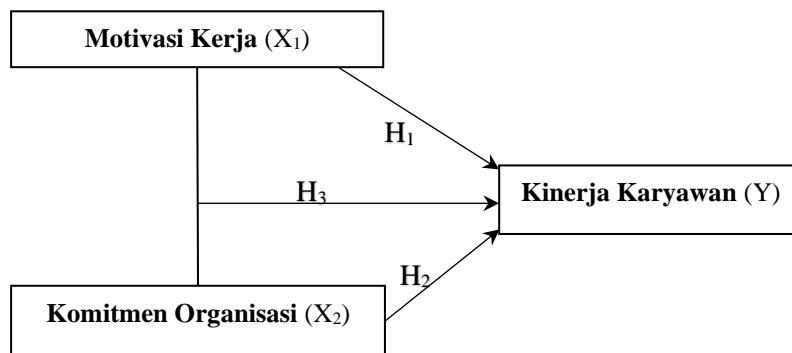 Motivasi Kerja (X₁)
H₁
Kinerja Karyawan (Y)
H₃
H₂
Komitmen Organisasi (X₂)